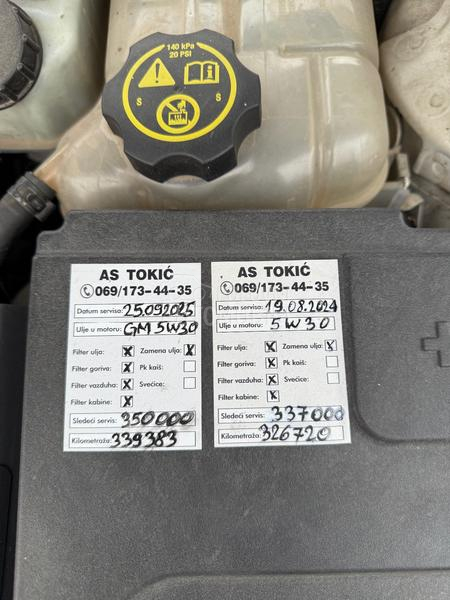 140 kPa
20 PSI
S S
AS TOKIĆ
069/173-44-35
Datum servisa: 25.09.2025
Ulje u motoru: GM 5W30
Filter ulja: X Zamena ulja: X
Filter goriva: X Pk kaiš:
Filter vazduha: X Svećice:
Filter kabine: X
Sledeći servis: 350000
Kilometraža: 339383
AS TOKIĆ
069/173-44-35
Datum servisa: 19.08.2024
Ulje u motoru: 5W30
Filter ulja: X Zamena ulja: X
Filter goriva: X Pk kaiš:
Filter vazduha: X Svećice:
Filter kabine: X
Sledeći servis: 337000
Kilometraža: 326720